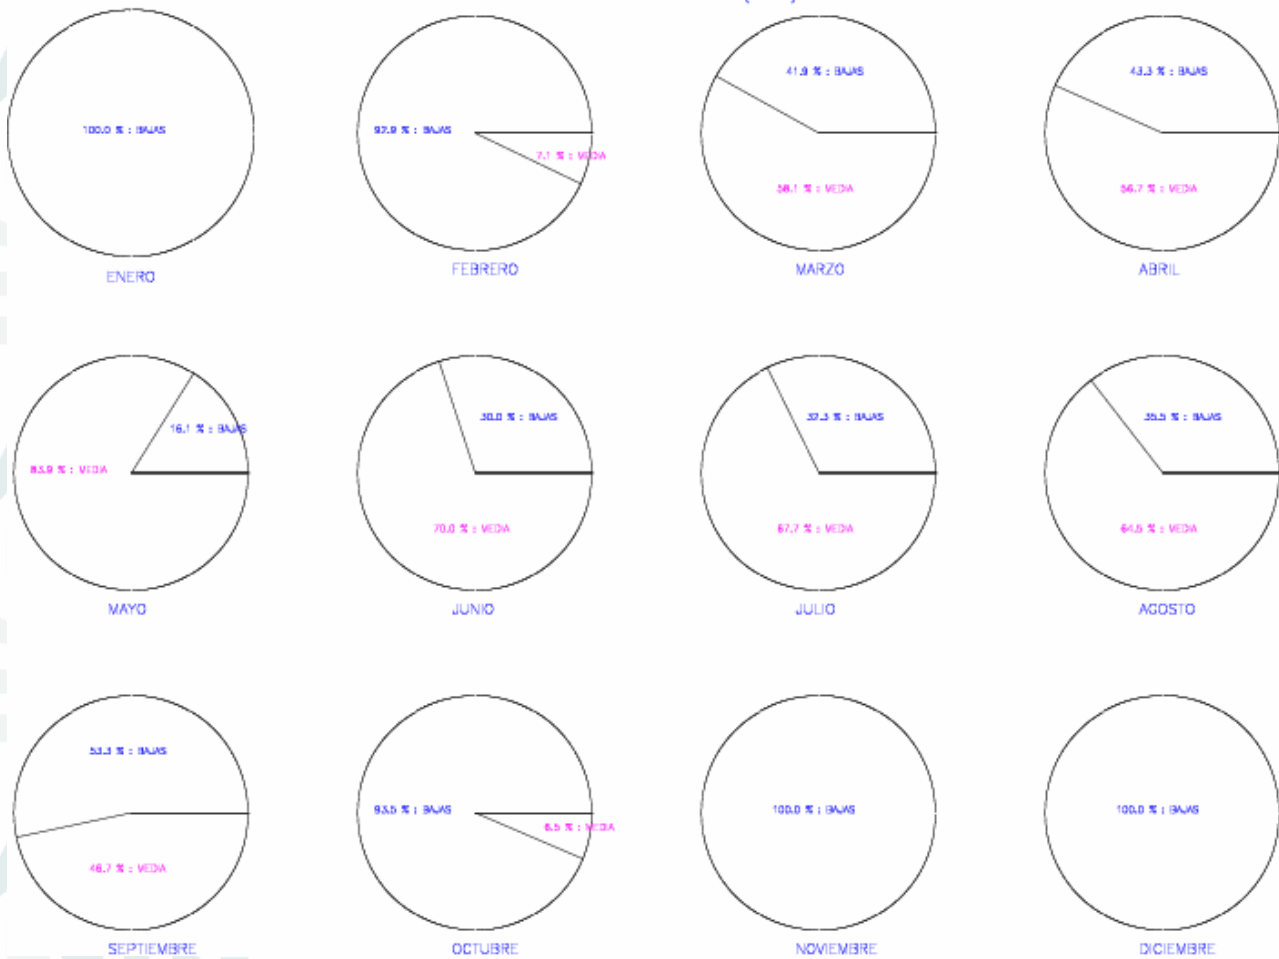 100.0 % : BAJAS
ENERO
92.9 % : BAJAS
7.1 % : MEDIA
FEBRERO
41.9 % : BAJAS
58.1 % : MEDIA
MARZO
43.3 % : BAJAS
56.7 % : MEDIA
ABRIL
16.1 % : BAJAS
83.9 % : MEDIA
MAYO
30.0 % : BAJAS
70.0 % : MEDIA
JUNIO
32.3 % : BAJAS
67.7 % : MEDIA
JULIO
35.5 % : BAJAS
64.5 % : MEDIA
AGOSTO
53.3 % : BAJAS
46.7 % : MEDIA
SEPTIEMBRE
93.5 % : BAJAS
6.5 % : MEDIA
OCTUBRE
100.0 % : BAJAS
NOVIEMBRE
100.0 % : BAJAS
DICIEMBRE